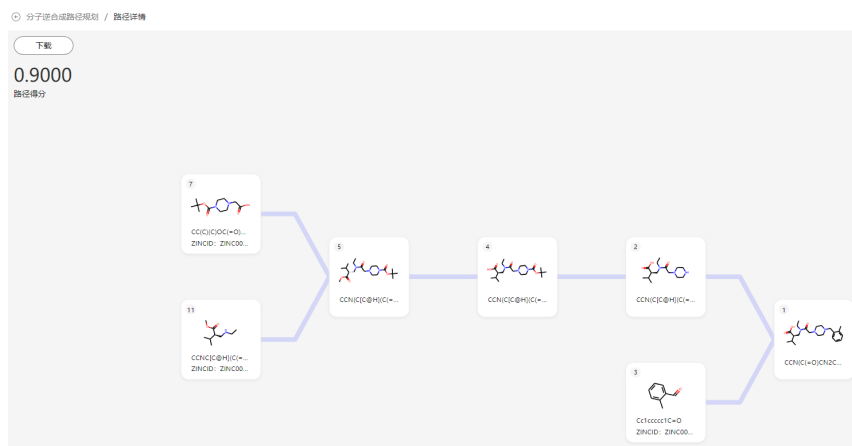 分子逆合成路径规划 / 路径详情
下载
0.9000
路径得分
7
CC(C)(C)OC(=O)...
ZINCID: ZINC00...
5
CCN(C[C@H](C(=...
4
CCN(C[C@H](C(=...
2
CCN(C[C@H](C(=...
11
CCNC[C@H](C(=...
ZINCID: ZINC00...
1
CCN(C(=O)CN2C...
3
Cc1ccccc1C=O
ZINCID: ZINC00...